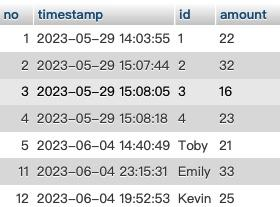 no timestamp id amount
1 2023-05-29 14:03:55 1 22
2 2023-05-29 15:07:44 2 32
3 2023-05-29 15:08:05 3 16
4 2023-05-29 15:08:18 4 23
5 2023-06-04 14:40:49 Toby 21
11 2023-06-04 23:15:31 Emily 33
12 2023-06-04 19:52:53 Kevin 25